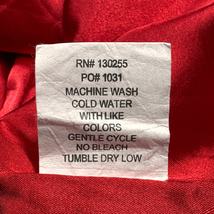 RN# 130255
PO# 1031
MACHINE WASH
COLD WATER
WITH LIKE
COLORS
GENTLE CYCLE
NO BLEACH
TUMBLE DRY LOW